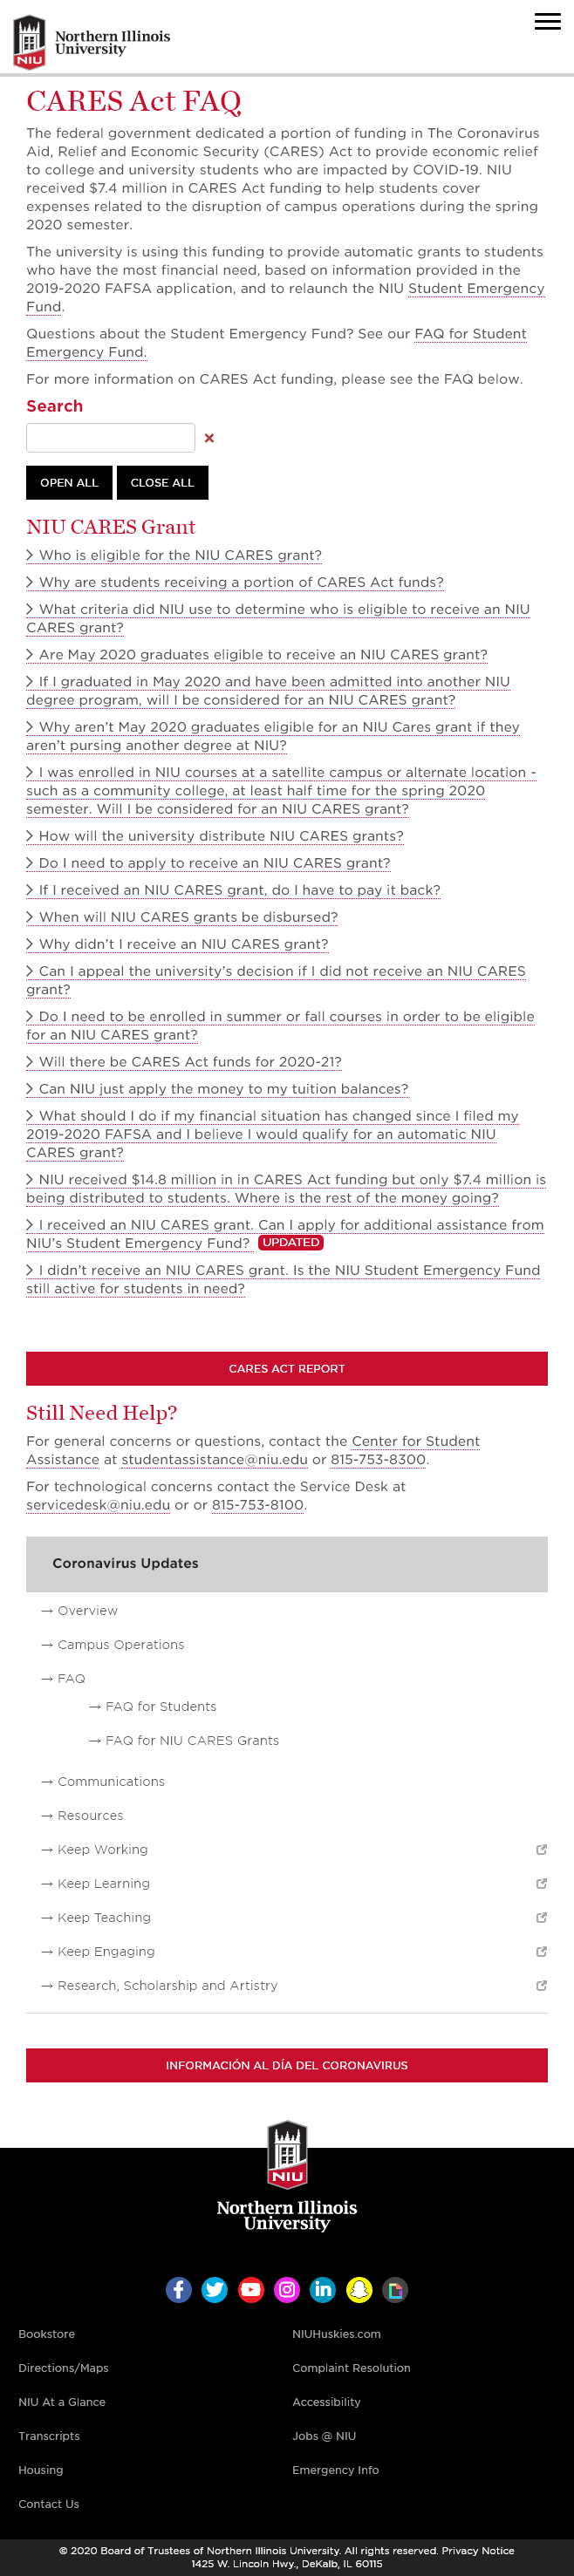 Northern Illinois
University
NIU
CARES Act FAQ
The federal government dedicated a portion of funding in The Coronavirus
Aid, Relief and Economic Security (CARES) Act to provide economic relief
to college and university students who are impacted by COVID-19. NIU
received $7.4 million in CARES Act funding to help students cover
expenses related to the disruption of campus operations during the spring
2020 semester.
The university is using this funding to provide automatic grants to students
who have the most financial need, based on information provided in the
2019-2020 FAFSA application, and to relaunch the NIU Student Emergency
Fund.
Questions about the Student Emergency Fund? See our FAQ for Student
Emergency Fund.
For more information on CARES Act funding, please see the FAQ below.
Search
OPEN ALL CLOSE ALL
NIU CARES Grant
Who is eligible for the NIU CARES grant?
Why are students receiving a portion of CARES Act funds?
What criteria did NIU use to determine who is eligible to receive an NIU
CARES grant?
Are May 2020 graduates eligible to receive an NIU CARES grant?
If I graduated in May 2020 and have been admitted into another NIU
degree program, will I be considered for an NIU CARES grant?
Why aren't May 2020 graduates eligible for an NIU Cares grant if they
aren't pursing another degree at NIU?
I was enrolled in NIU courses at a satellite campus or alternate location -
such as a community college, at least half time for the spring 2020
semester. Will I be considered for an NIU CARES grant?
How will the university distribute NIU CARES grants?
Do I need to apply to receive an NIU CARES grant?
If I received an NIU CARES grant, do I have to pay it back?
When will NIU CARES grants be disbursed?
Why didn't I receive an NIU CARES grant?
Can I appeal the university's decision if I did not receive an NIU CARES
grant?
Do I need to be enrolled in summer or fall courses in order to be eligible
for an NIU CARES grant?
Will there be CARES Act funds for 2020-21?
Can NIU just apply the money to my tuition balances?
What should I do if my financial situation has changed since I filed my
2019-2020 FAFSA and I believe I would qualify for an automatic NIU
CARES grant?
NIU received $14.8 million in in CARES Act funding but only $7.4 million is
being distributed to students. Where is the rest of the money going?
I received an NIU CARES grant. Can I apply for additional assistance from
NIU's Student Emergency Fund? UPDATED
I didn't receive an NIU CARES grant. Is the NIU Student Emergency Fund
still active for students in need?
CARES ACT REPORT
Still Need Help?
For general concerns or questions, contact the Center for Student
Assistance at studentassistance@niu.edu or 815-753-8300.
For technological concerns contact the Service Desk at
servicedesk@niu.edu or or 815-753-8100.
Coronavirus Updates
→ Overview
→ Campus Operations
→ FAQ
→ FAQ for Students
→ FAQ for NIU CARES Grants
→ Communications
→ Resources
→ Keep Working
→ Keep Learning
→ Keep Teaching
→ Keep Engaging
→ Research, Scholarship and Artistry
INFORMACIÓN AL DÍA DEL CORONAVIRUS
NIU
Northern Illinois
University
Bookstore NIUHuskies.com
Directions/Maps Complaint Resolution
NIU At a Glance Accessibility
Transcripts Jobs @ NIU
Housing Emergency Info
Contact Us
© 2020 Board of Trustees of Northern Illinois University. All rights reserved. Privacy Notice
1425 W. Lincoln Hwy., DeKalb, IL 60115